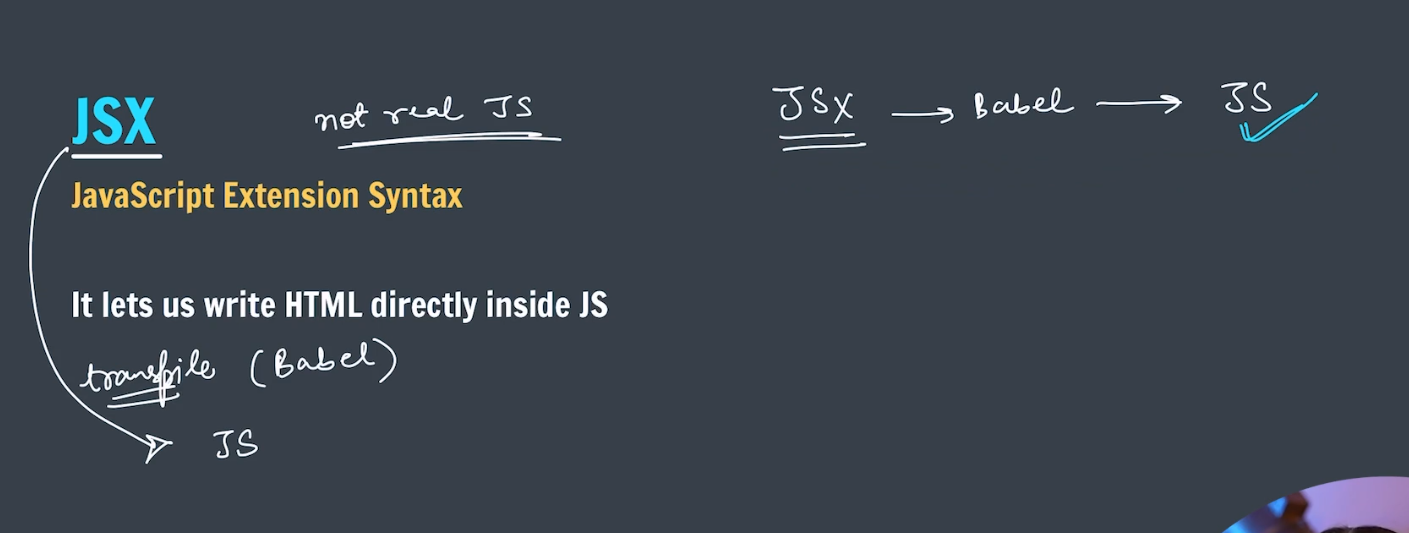 JSX
not real JS
JSX → Babel → JS
JavaScript Extension Syntax
It lets us write HTML directly inside JS
transpile (Babel)
JS